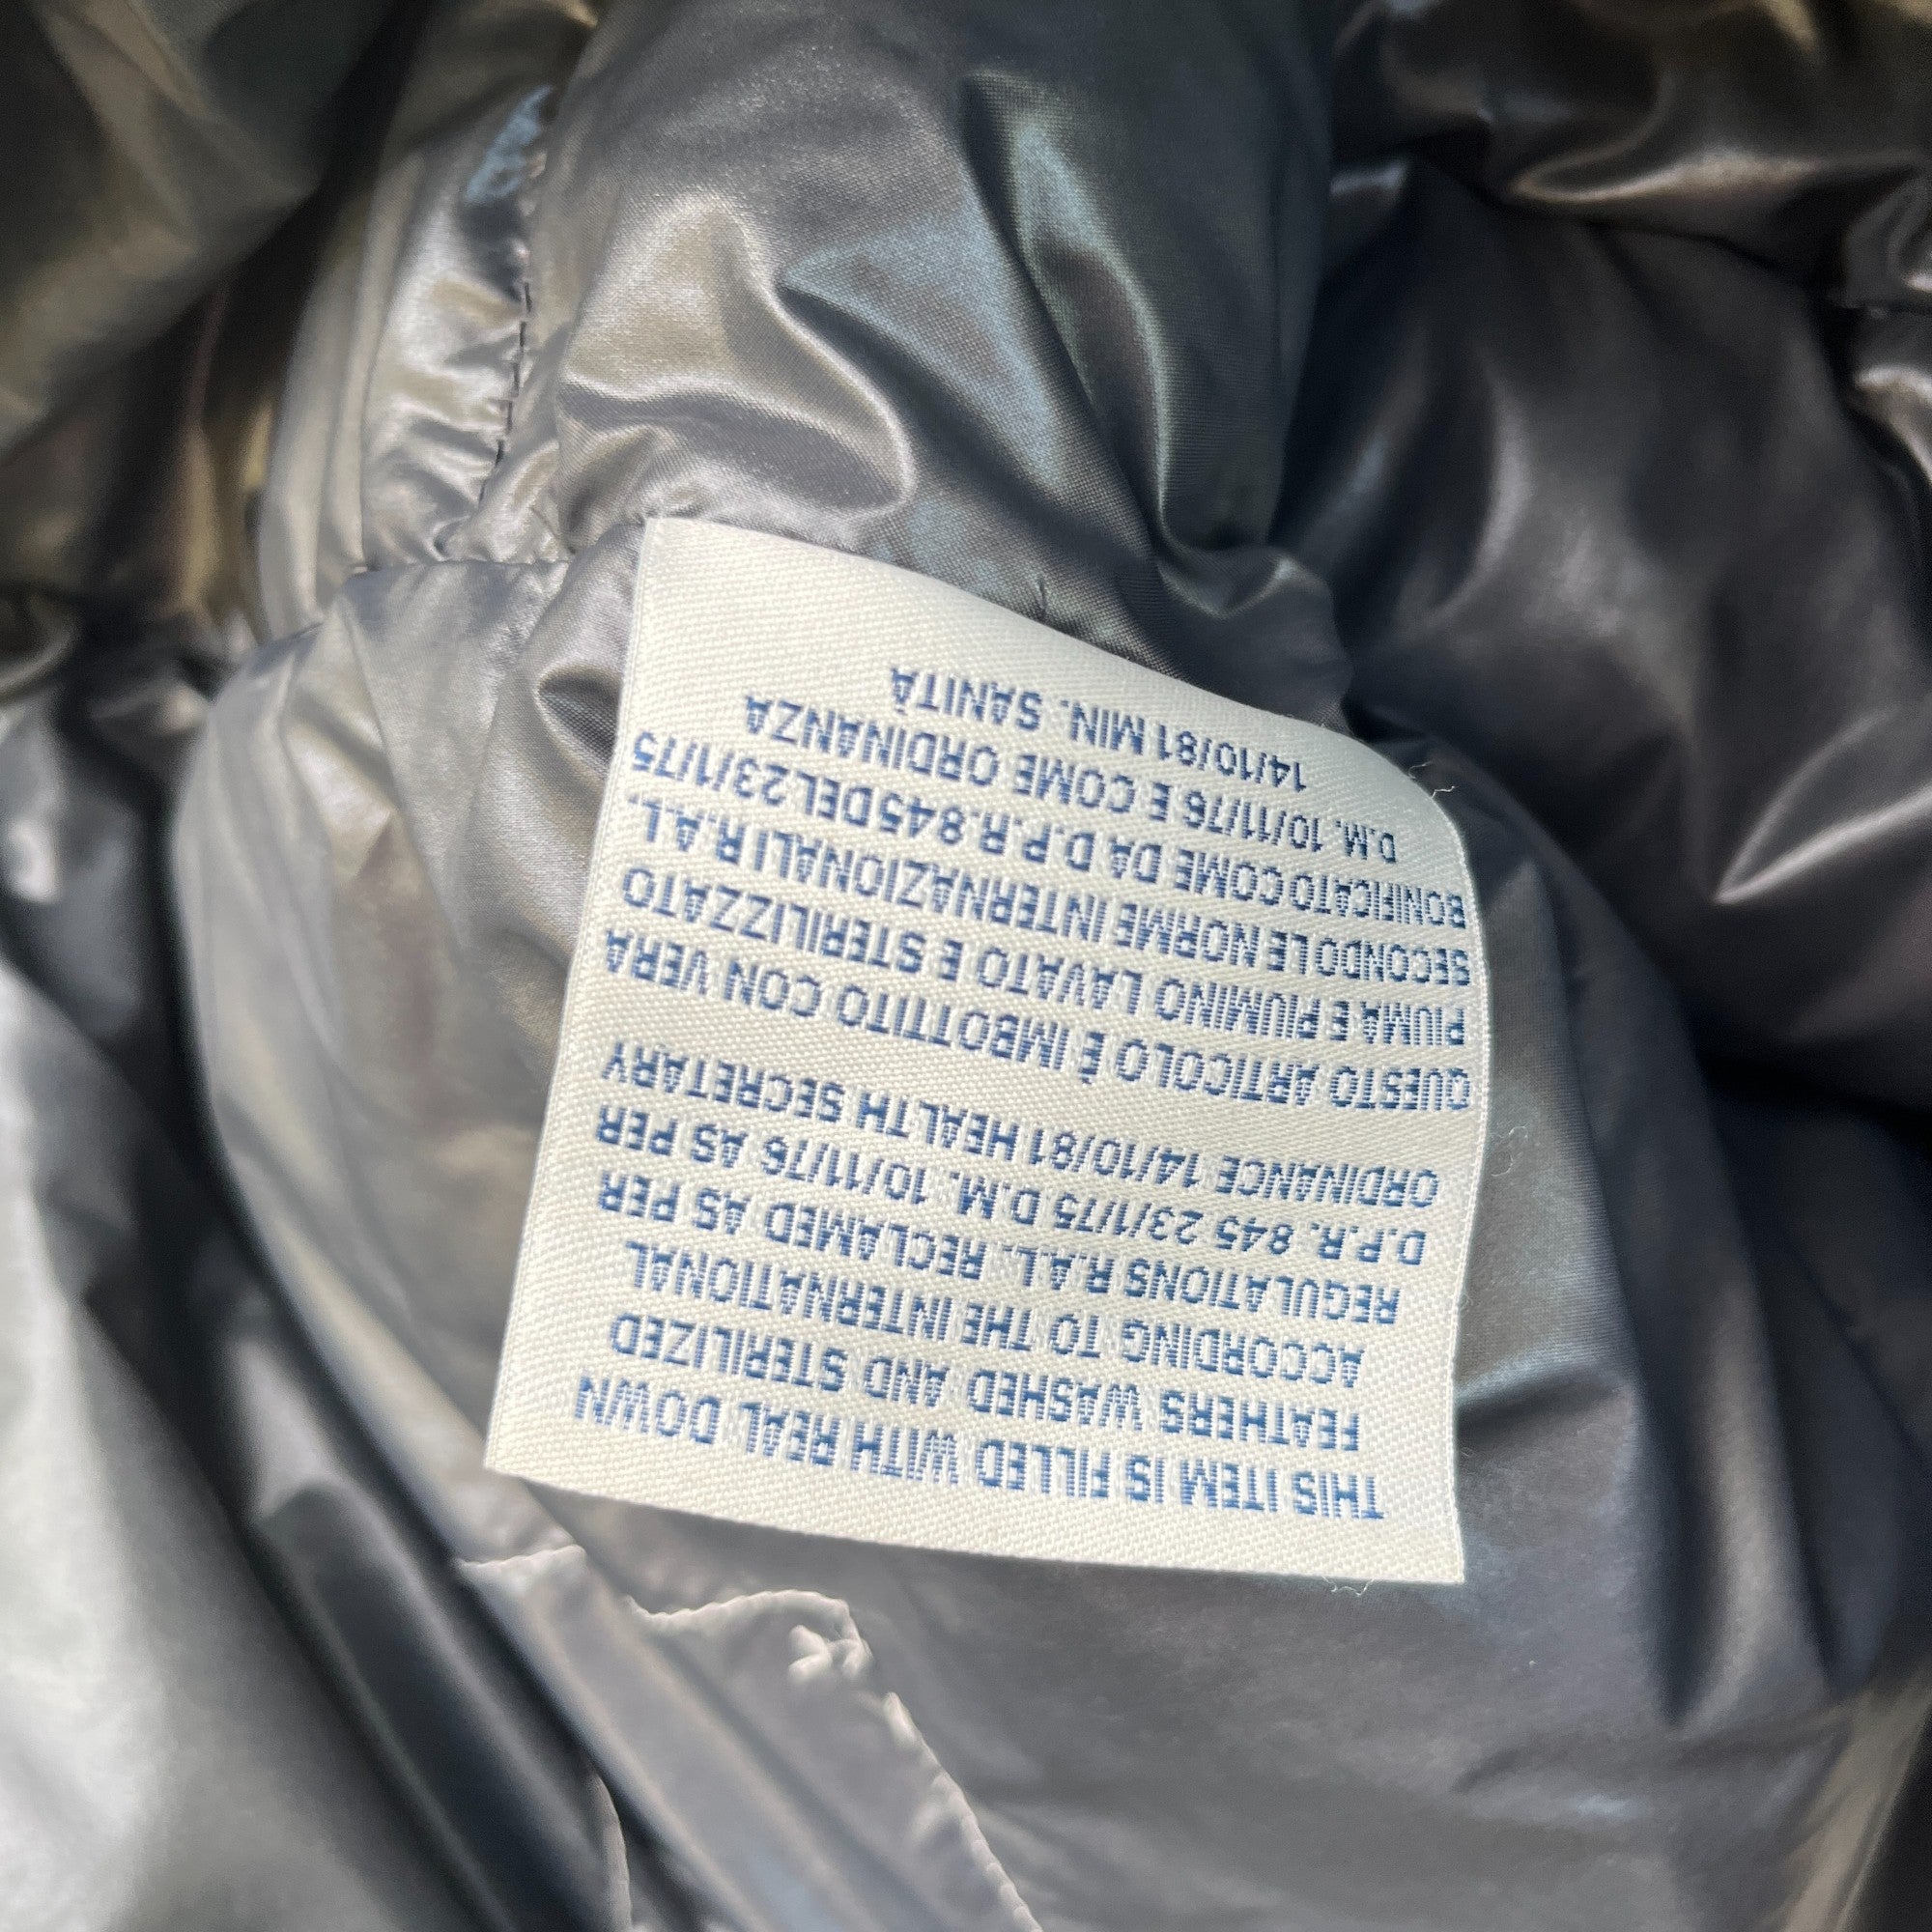 THIS ITEM IS FILLED WITH REAL DOWN
FEATHERS WASHED AND STERILIZED
ACCORDING TO THE INTERNATIONAL
REGULATIONS R.A.L. RECLAMED AS PER
D.P.R. 845 23/1/75 D.M. 10/11/76 AS PER
ORDINANCE 14/10/81 HEALTH SECRETARY
QUESTO ARTICOLO È IMBOTTITO CON VERA
PIUMA E PIUMINO LAVATO E STERILIZZATO
SECONDO LE NORME INTERNAZIONALI R.A.L.
BONIFICATO COME DA D.P.R. 845 DEL 23/1/75
D.M. 10/11/76 E COME ORDINANZA
14/10/81 MIN. SANITÀ